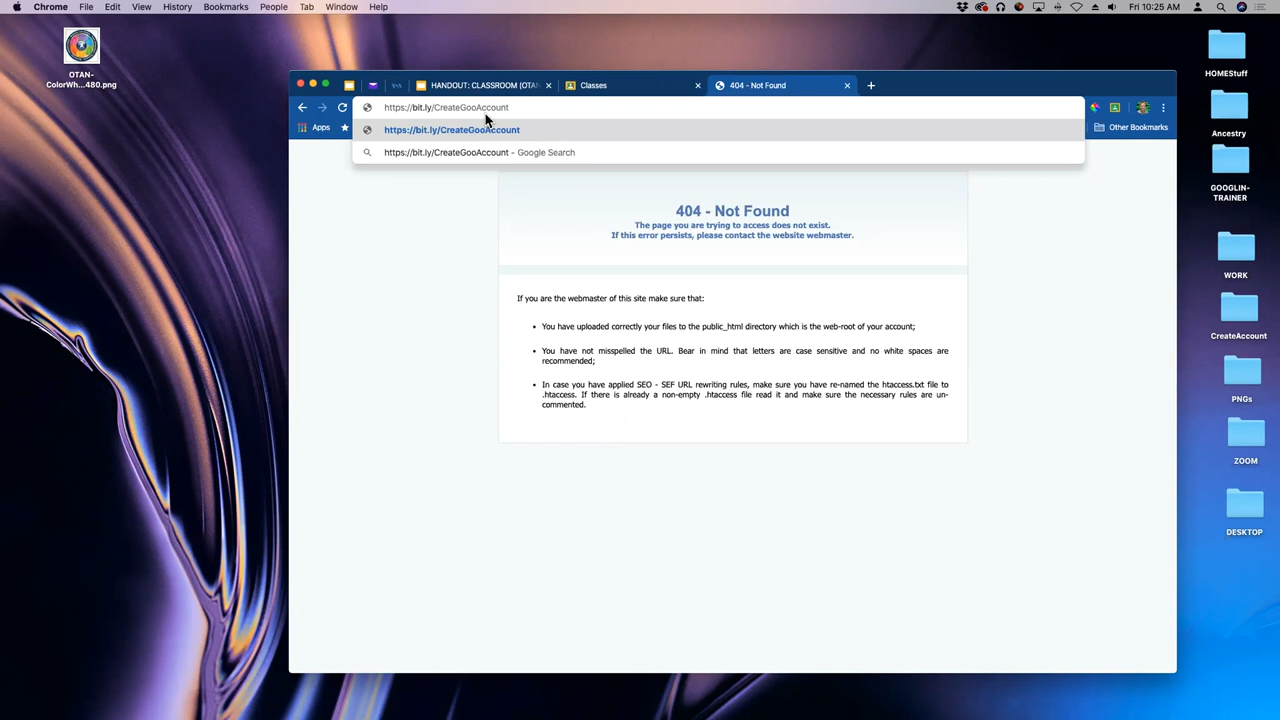 Chrome File Edit View History Bookmarks People Tab Window Help Fri 10:25 AM
OTAN-
ColorWh...480.png
HANDOUT: CLASSROOM (OTAN Classes 404 - Not Found
https://bit.ly/CreateGooAccount
Apps Other Bookmarks
https://bit.ly/CreateGooAccount
https://bit.ly/CreateGooAccount - Google Search
404 - Not Found
The page you are trying to access does not exist.
If this error persists, please contact the website webmaster.
If you are the webmaster of this site make sure that:
• You have uploaded correctly your files to the public_html directory which is the web-root of your account;
• You have not misspelled the URL. Bear in mind that letters are case sensitive and no white spaces are
recommended;
• In case you have applied SEO - SEF URL rewriting rules, make sure you have re-named the htaccess.txt file to
.htaccess. If there is already a non-empty .htaccess file read it and make sure the necessary rules are un-
commented.
HOMEStuff
Ancestry
GOOGLIN-
TRAINER
WORK
CreateAccount
PNGs
ZOOM
DESKTOP